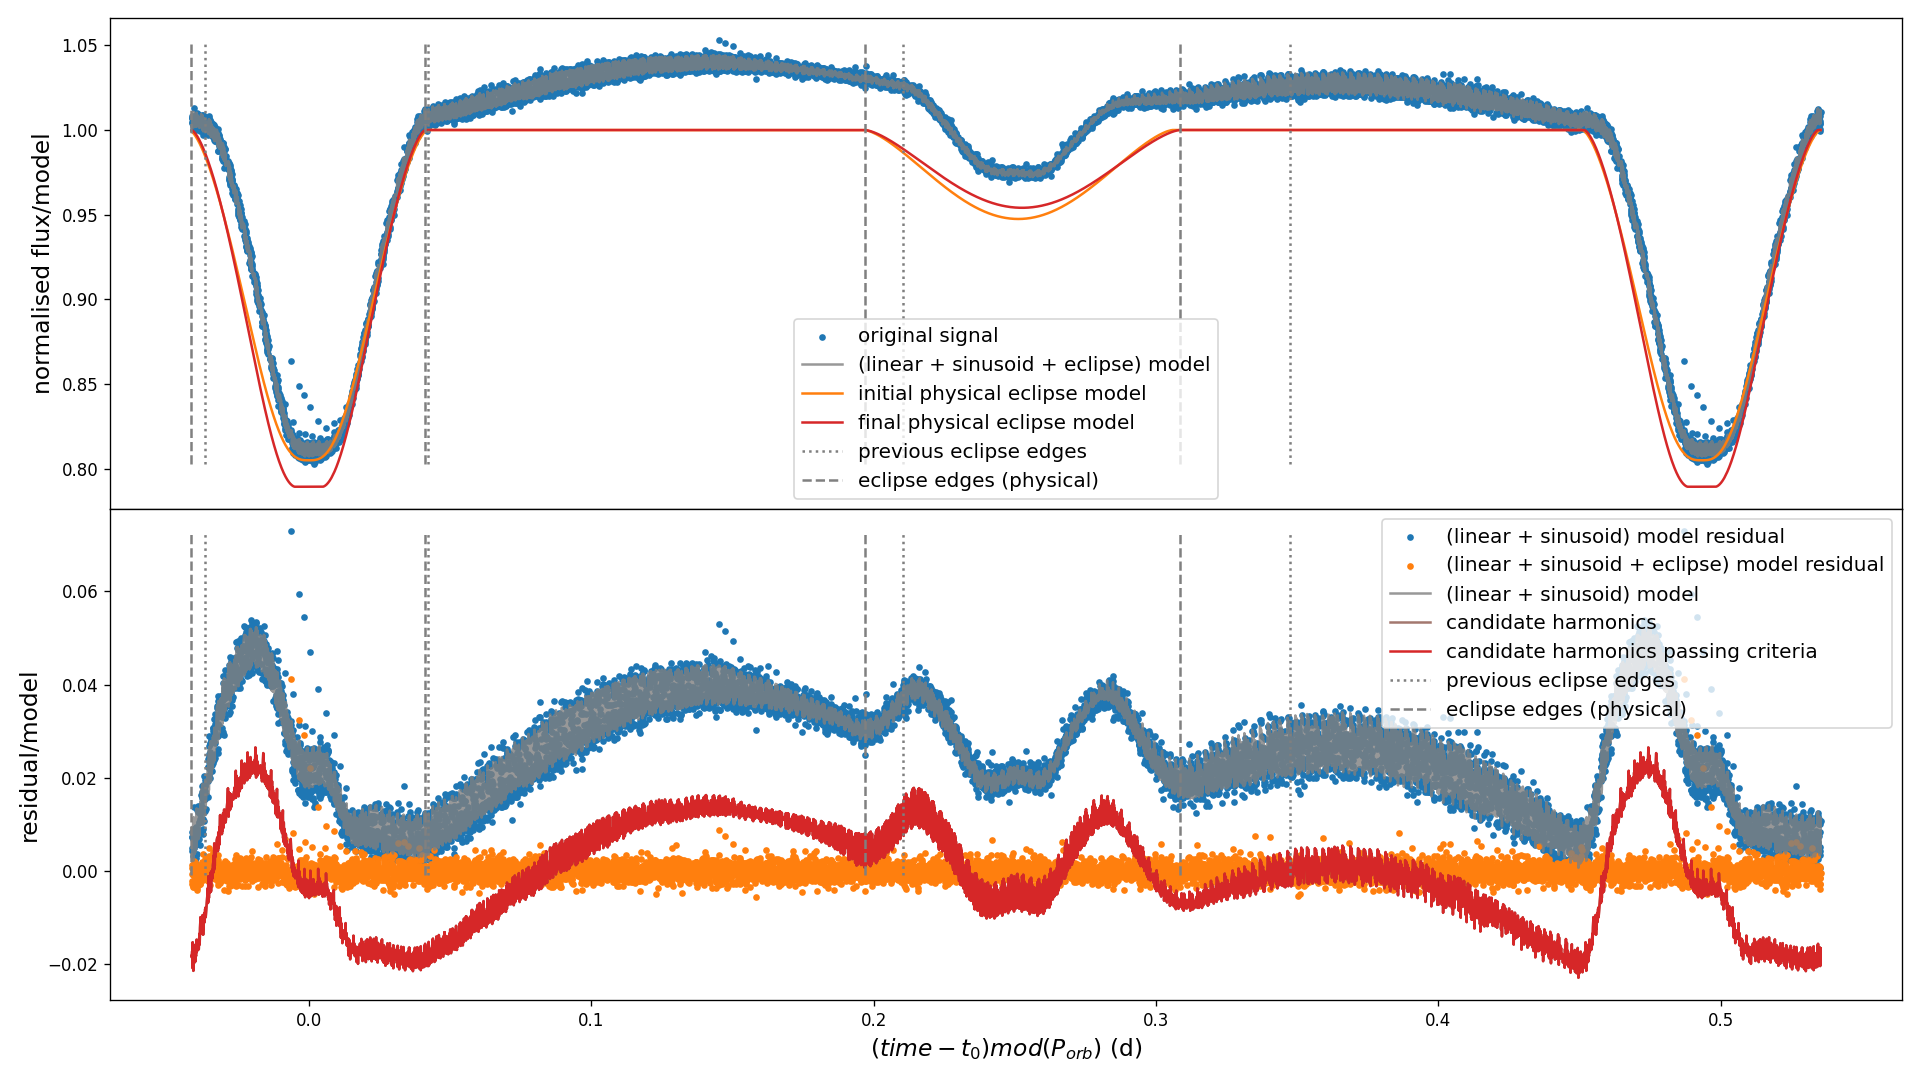 normalised flux/model
1.05
1.00
0.95
0.90
0.85
0.80
original signal
(linear + sinusoid + eclipse) model
initial physical eclipse model
final physical eclipse model
previous eclipse edges
eclipse edges (physical)
residual/model
0.06
0.04
0.02
0.00
−0.02
(linear + sinusoid) model residual
(linear + sinusoid + eclipse) model residual
(linear + sinusoid) model
candidate harmonics
candidate harmonics passing criteria
previous eclipse edges
eclipse edges (physical)
0.0 0.1 0.2 0.3 0.4 0.5
(time − t₀)mod(P_orb) (d)